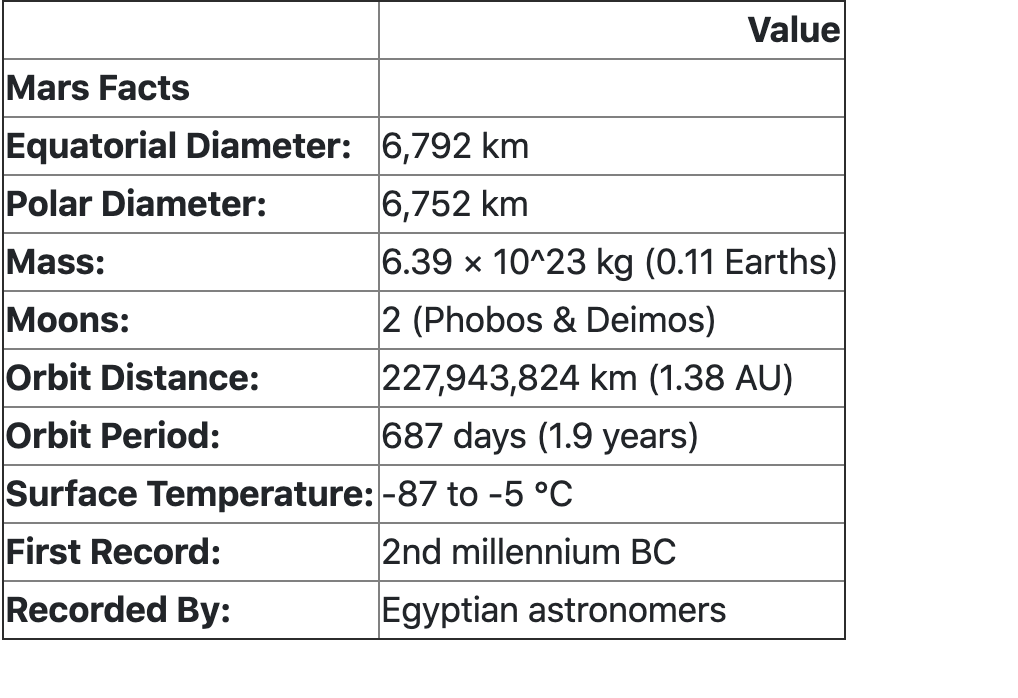 Value
Mars Facts
Equatorial Diameter: 6,792 km
Polar Diameter: 6,752 km
Mass: 6.39 × 10^23 kg (0.11 Earths)
Moons: 2 (Phobos & Deimos)
Orbit Distance: 227,943,824 km (1.38 AU)
Orbit Period: 687 days (1.9 years)
Surface Temperature: -87 to -5 °C
First Record: 2nd millennium BC
Recorded By: Egyptian astronomers